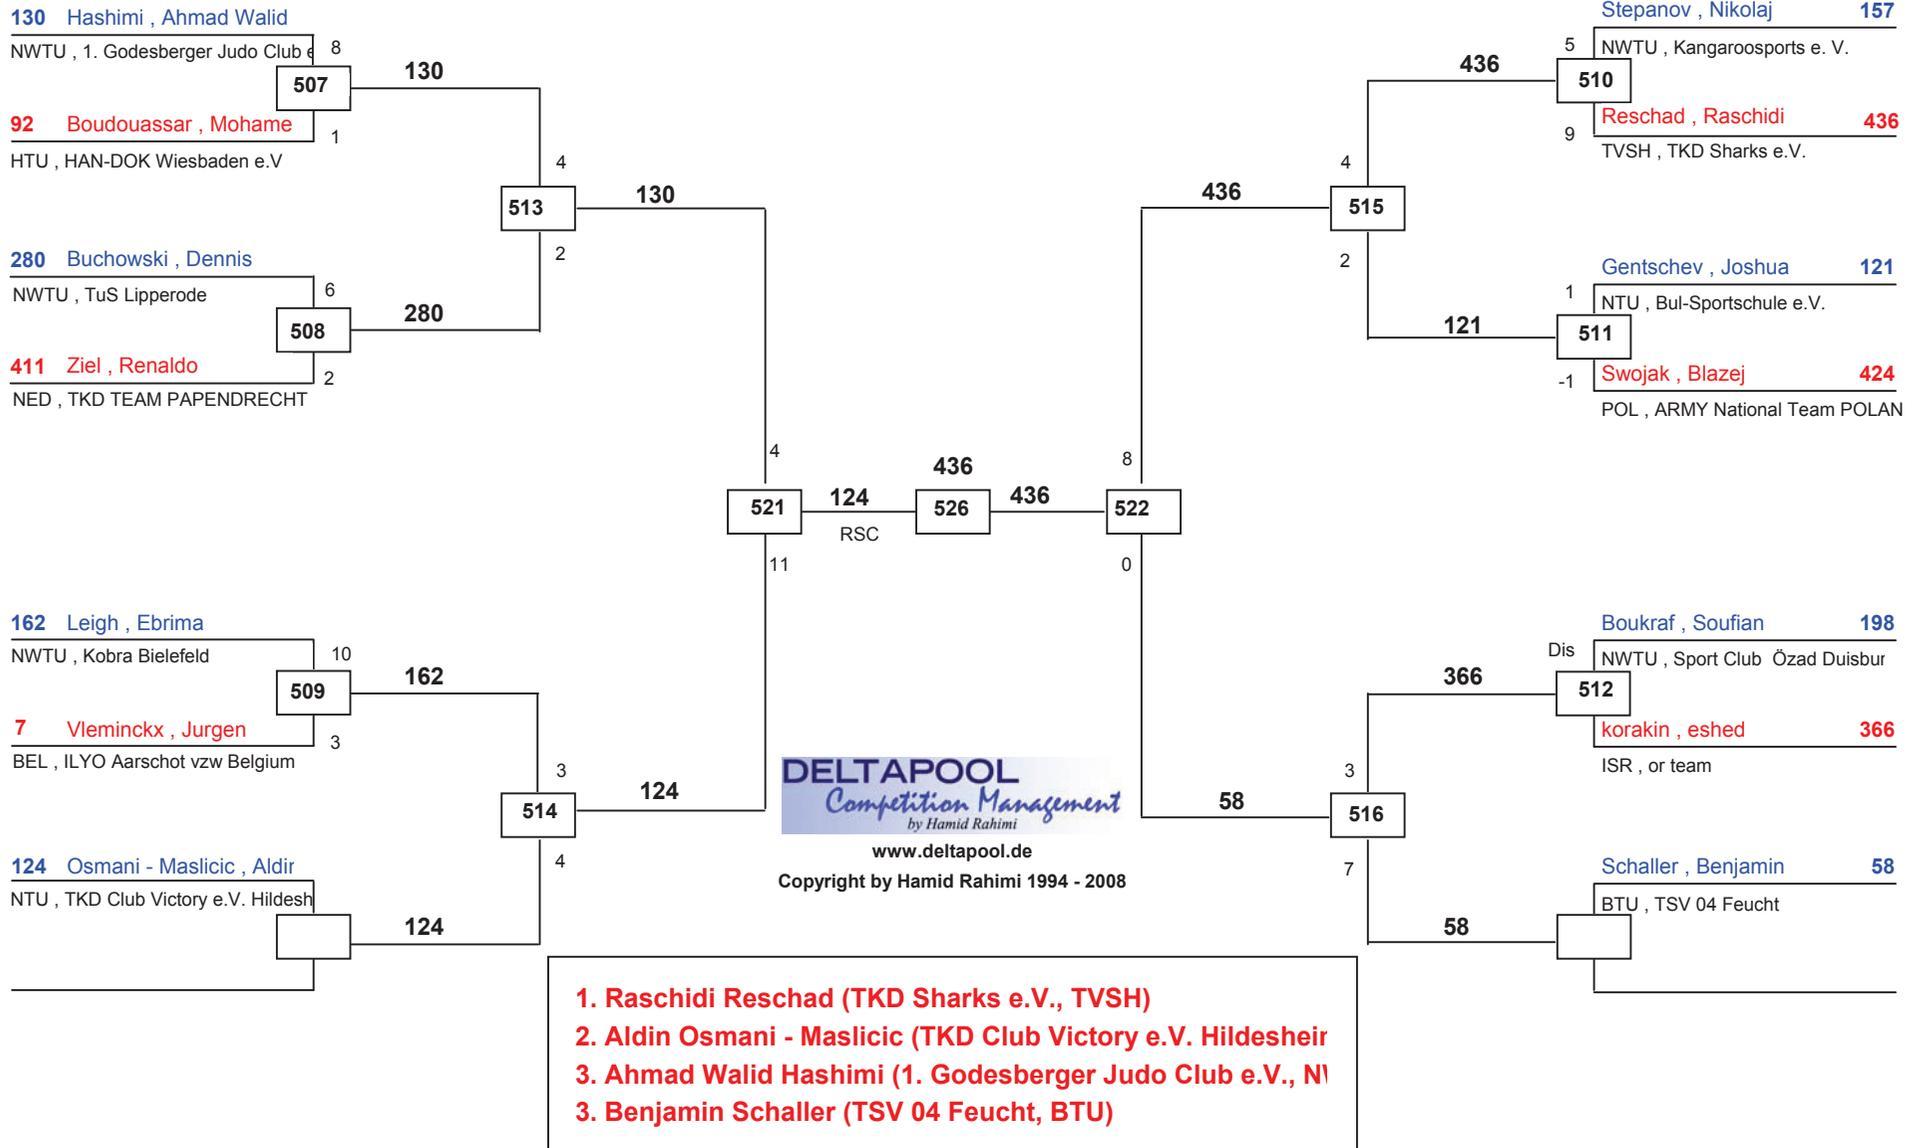 130 Hashimi , Ahmad Walid
NWTU , 1. Godesberger Judo Club e
8
507
130
92 Boudouassar , Mohame
1
HTU , HAN-DOK Wiesbaden e.V
4
513
130
2
280 Buchowski , Dennis
NWTU , TuS Lipperode
6
508
280
411 Ziel , Renaldo
2
NED , TKD TEAM PAPENDRECHT
4
521
124
RSC
11
436
526
436
162 Leigh , Ebrima
NWTU , Kobra Bielefeld
10
509
162
7 Vleminckx , Jurgen
3
BEL , ILYO Aarschot vzw Belgium
3
514
124
4
124 Osmani - Maslicic , Aldir
NTU , TKD Club Victory e.V. Hildesh
124
Stepanov , Nikolaj 157
5
NWTU , Kangaroosports e. V.
436
510
Reschad , Raschidi 436
9
TVSH , TKD Sharks e.V.
4
436
515
2
Gentschev , Joshua 121
1
NTU , Bul-Sportschule e.V.
121
511
Swojak , Blazej 424
-1
POL , ARMY National Team POLAN
8
522
0
Boukraf , Soufian 198
Dis
NWTU , Sport Club Özad Duisbur
366
512
korakin , eshed 366
ISR , or team
3
58
516
7
Schaller , Benjamin 58
BTU , TSV 04 Feucht
58
DELTAPOOL
Competition Management
by Hamid Rahimi
www.deltapool.de
Copyright by Hamid Rahimi 1994 - 2008
1. Raschidi Reschad (TKD Sharks e.V., TVSH)
2. Aldin Osmani - Maslicic (TKD Club Victory e.V. Hildesheir
3. Ahmad Walid Hashimi (1. Godesberger Judo Club e.V., N
3. Benjamin Schaller (TSV 04 Feucht, BTU)